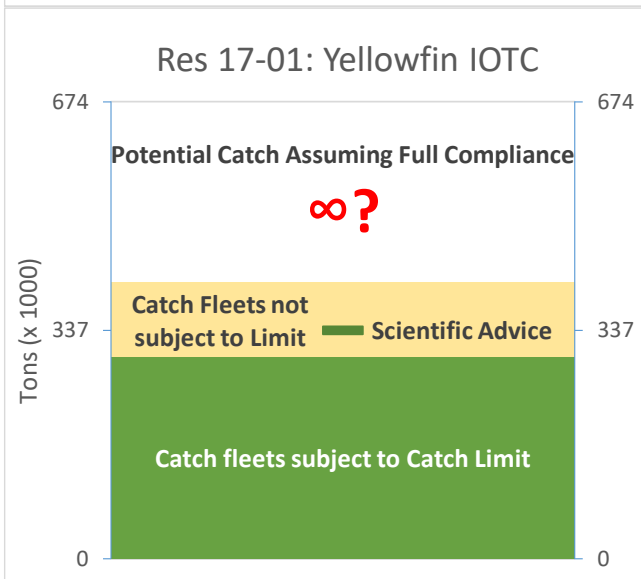 Res 17-01: Yellowfin IOTC
674
674
Potential Catch Assuming Full Compliance
∞?
Catch Fleets not
subject to Limit
Scientific Advice
337
337
Tons (x 1000)
Catch fleets subject to Catch Limit
0
0